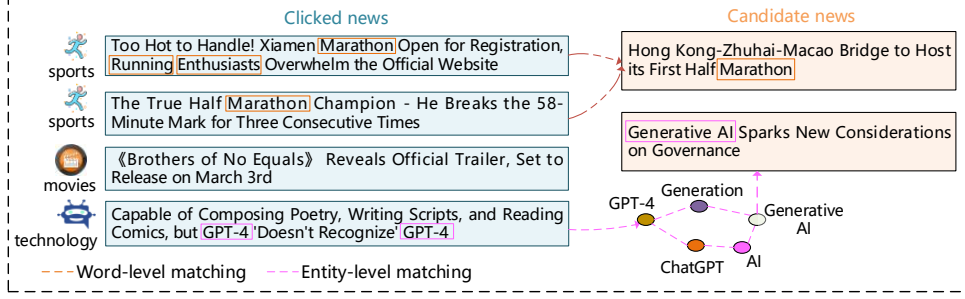 Clicked news
Candidate news
sports
Too Hot to Handle! Xiamen Marathon Open for Registration,
Running Enthusiasts Overwhelm the Official Website
sports
The True Half Marathon Champion - He Breaks the 58-
Minute Mark for Three Consecutive Times
movies
《Brothers of No Equals》 Reveals Official Trailer, Set to
Release on March 3rd
technology
Capable of Composing Poetry, Writing Scripts, and Reading
Comics, but GPT-4 'Doesn't Recognize' GPT-4
Hong Kong-Zhuhai-Macao Bridge to Host
its First Half Marathon
Generative AI Sparks New Considerations
on Governance
GPT-4
Generation
Generative
AI
ChatGPT
AI
Word-level matching
Entity-level matching